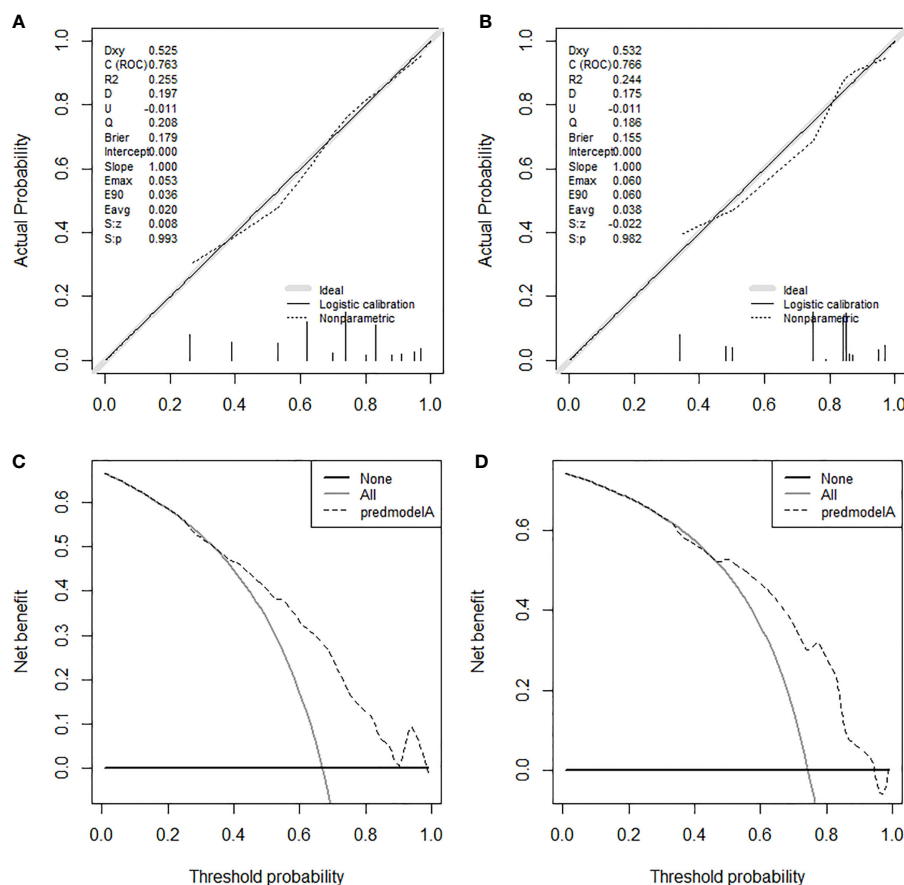 A
Dxy 0.525
C (ROC) 0.763
R2 0.255
D 0.197
U -0.011
Q 0.208
Brier 0.179
Intercept 0.000
Slope 1.000
Emax 0.053
E90 0.036
Eavg 0.020
S:z 0.008
S:p 0.993
Ideal
Logistic calibration
Nonparametric
Actual Probability
0.0 0.2 0.4 0.6 0.8 1.0
0.0 0.2 0.4 0.6 0.8 1.0
B
Dxy 0.532
C (ROC) 0.766
R2 0.244
D 0.175
U -0.011
Q 0.186
Brier 0.155
Intercept 0.000
Slope 1.000
Emax 0.060
E90 0.060
Eavg 0.038
S:z -0.022
S:p 0.982
Ideal
Logistic calibration
Nonparametric
Actual Probability
0.0 0.2 0.4 0.6 0.8 1.0
0.0 0.2 0.4 0.6 0.8 1.0
C
None
All
predmodelA
Net benefit
0.0 0.1 0.2 0.3 0.4 0.5 0.6
0.0 0.2 0.4 0.6 0.8 1.0
Threshold probability
D
None
All
predmodelA
Net benefit
0.0 0.2 0.4 0.6
0.0 0.2 0.4 0.6 0.8 1.0
Threshold probability